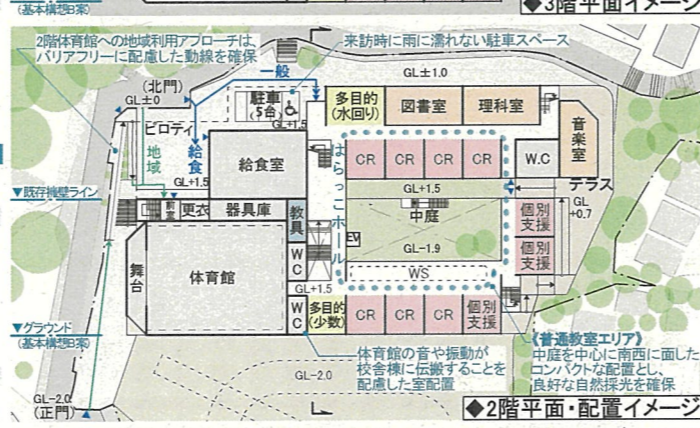 (基本構想B案)
◆3階平面イメージ
2階体育館への地域利用アプローチは、
バリアフリーに配慮した動線を確保
来訪時に雨に濡れない駐車スペース
一般
(北門)
GL±0
GL±1.0
駐車
(5台)
GL+1.5
多目的
(水回り)
図書室
理科室
音楽室
ピロティ
地域
給食
GL+1.5
給食室
はらっこホール
CR
CR
CR
CR
W.C
テラス
GL+1.5
GL
+0.7
▼既存擁壁ライン
前室
更衣
器具庫
教具
中庭
GL-1.9
EV
個別
支援
個別
支援
舞台
体育館
WC
WS
GL+1.5
WC
多目的
(少数)
CR
CR
CR
個別
支援
▼グラウンド
(基本構想B案)
《普通教室エリア》
中庭を中心に南西に面した
コンパクトな配置とし、
良好な自然採光を確保
体育館の音や振動が
校舎棟に伝搬することを
配慮した室配置
GL-2.0
GL-2.0
(正門)
◆2階平面・配置イメージ